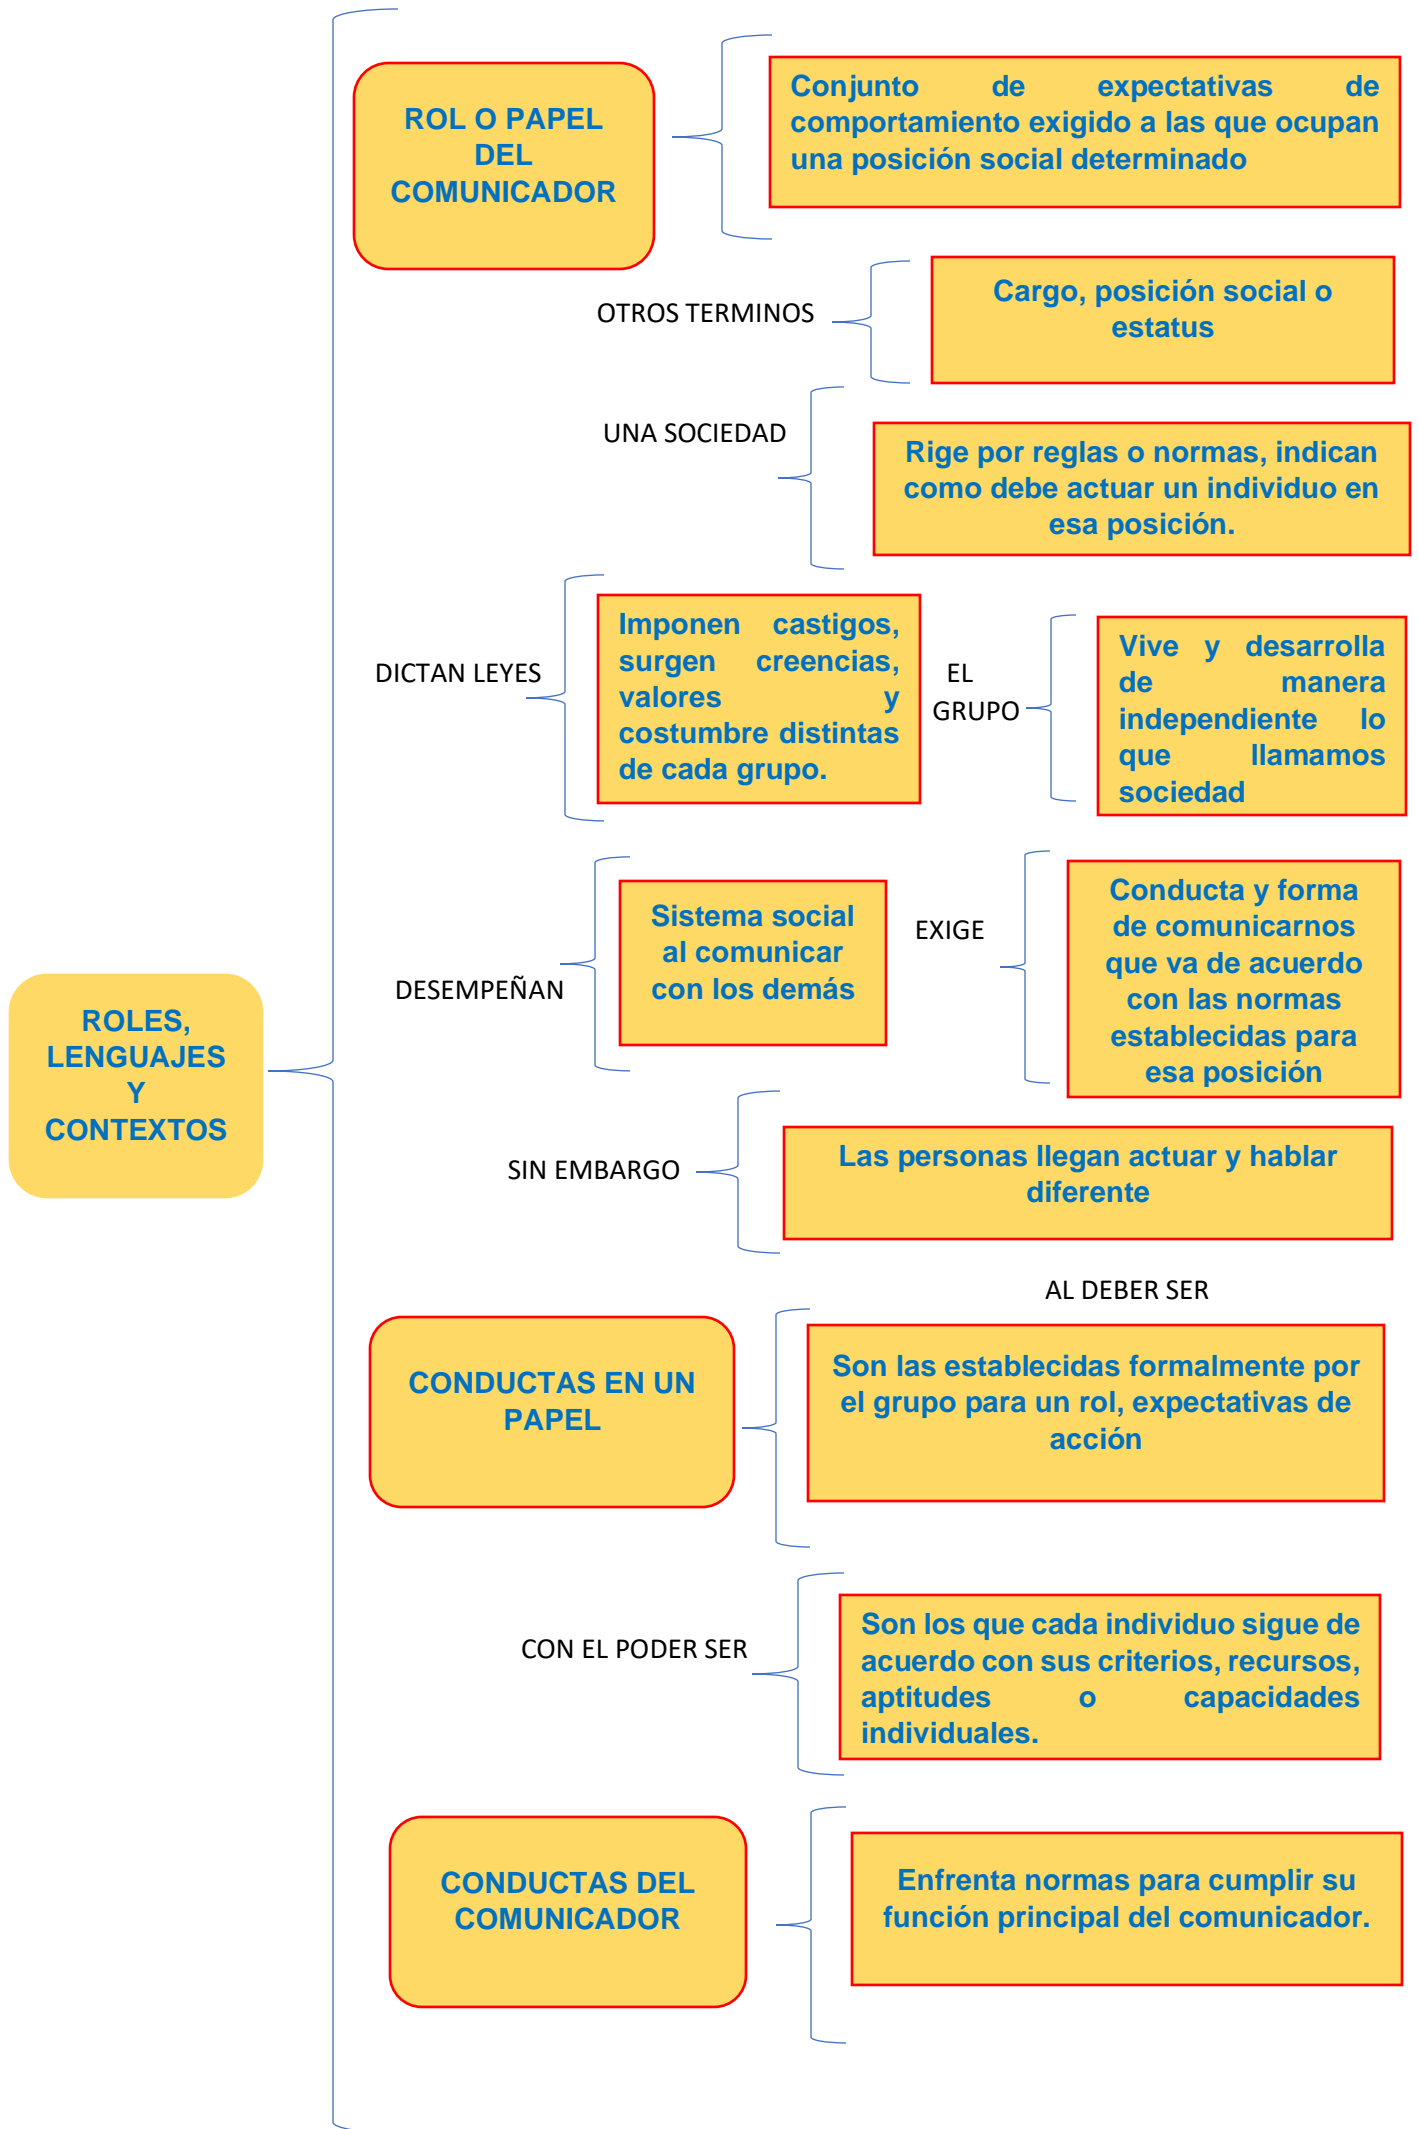 ROL O PAPEL
DEL
COMUNICADOR
Conjunto de expectativas de
comportamiento exigido a las que ocupan
una posición social determinado
OTROS TERMINOS
Cargo, posición social o
estatus
UNA SOCIEDAD
Rige por reglas o normas, indican
como debe actuar un individuo en
esa posición.
DICTAN LEYES
Imponen castigos,
surgen creencias,
valores y
costumbre distintas
de cada grupo.
EL
GRUPO
Vive y desarrolla
de manera
independiente lo
que llamamos
sociedad
DESEMPEÑAN
Sistema social
al comunicar
con los demás
EXIGE
Conducta y forma
de comunicarnos
que va de acuerdo
con las normas
establecidas para
esa posición
ROLES,
LENGUAJES
Y
CONTEXTOS
SIN EMBARGO
Las personas llegan actuar y hablar
diferente
AL DEBER SER
CONDUCTAS EN UN
PAPEL
Son las establecidas formalmente por
el grupo para un rol, expectativas de
acción
CON EL PODER SER
Son los que cada individuo sigue de
acuerdo con sus criterios, recursos,
aptitudes o capacidades
individuales.
CONDUCTAS DEL
COMUNICADOR
Enfrenta normas para cumplir su
función principal del comunicador.